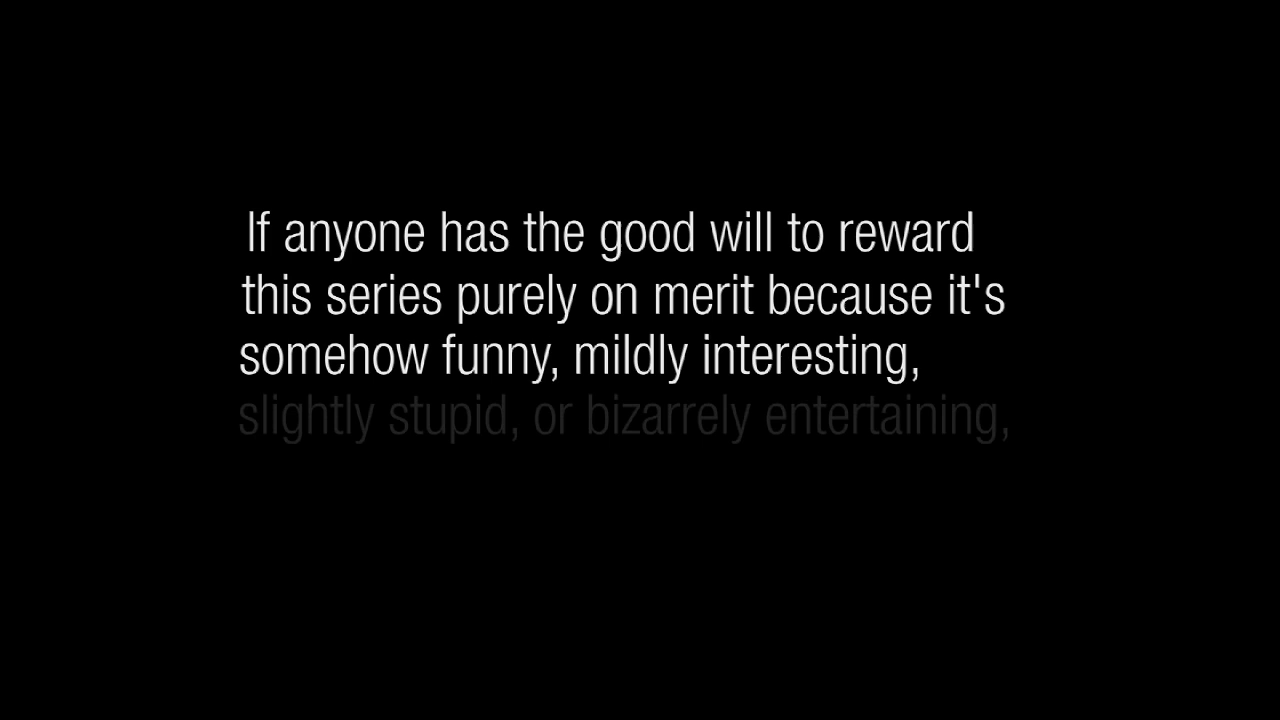 If anyone has the good will to reward
this series purely on merit because it's
somehow funny, mildly interesting,
slightly stupid, or bizarrely entertaining,